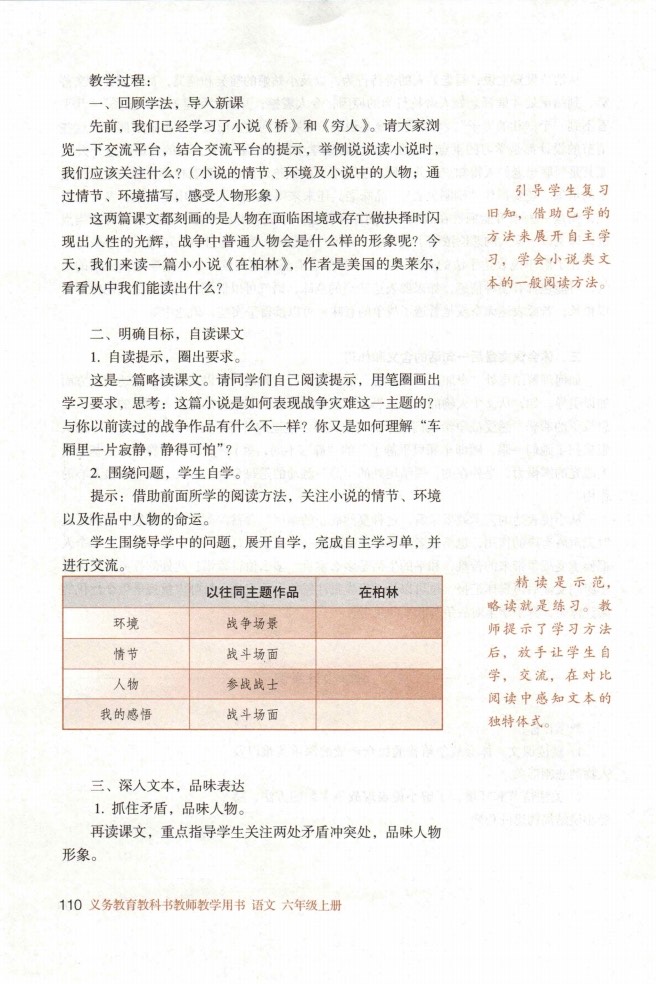 教学过程：
一、回顾学法，导入新课
先前，我们已经学习了小说《桥》和《穷人》。请大家浏
览一下交流平台，结合交流平台的提示，举例说说读小说时，
我们应该关注什么？（小说的情节、环境及小说中的人物；通
过情节、环境描写，感受人物形象）
这两篇课文都刻画的是人物在面临困境或存亡做抉择时闪
现出人性的光辉，战争中普通人物会是什么样的形象呢？今
天，我们来读一篇小小说《在柏林》，作者是美国的奥莱尔，
看看从中我们能读出什么？
引导学生复习
旧知，借助已学的
方法来展开自主学
习，学会小说类文
本的一般阅读方法。
二、明确目标，自读课文
1. 自读提示，圈出要求。
这是一篇略读课文。请同学们自己阅读提示，用笔圈画出
学习要求，思考：这篇小说是如何表现战争灾难这一主题的？
与你以前读过的战争作品有什么不一样？你又是如何理解“车
厢里一片寂静，静得可怕”？
2. 围绕问题，学生自学。
提示：借助前面所学的阅读方法，关注小说的情节、环境
以及作品中人物的命运。
学生围绕导学中的问题，展开自学，完成自主学习单，并
进行交流。
以往同主题作品 在柏林
环境 战争场景
情节 战斗场面
人物 参战战士
我的感悟 战斗场面
精读是示范，
略读就是练习。教
师提示了学习方法
后，放手让学生自
学，交流，在对比
阅读中感知文本的
独特体式。
三、深入文本，品味表达
1. 抓住矛盾，品味人物。
再读课文，重点指导学生关注两处矛盾冲突处，品味人物
形象。
110 义务教育教科书教师教学用书 语文 六年级上册